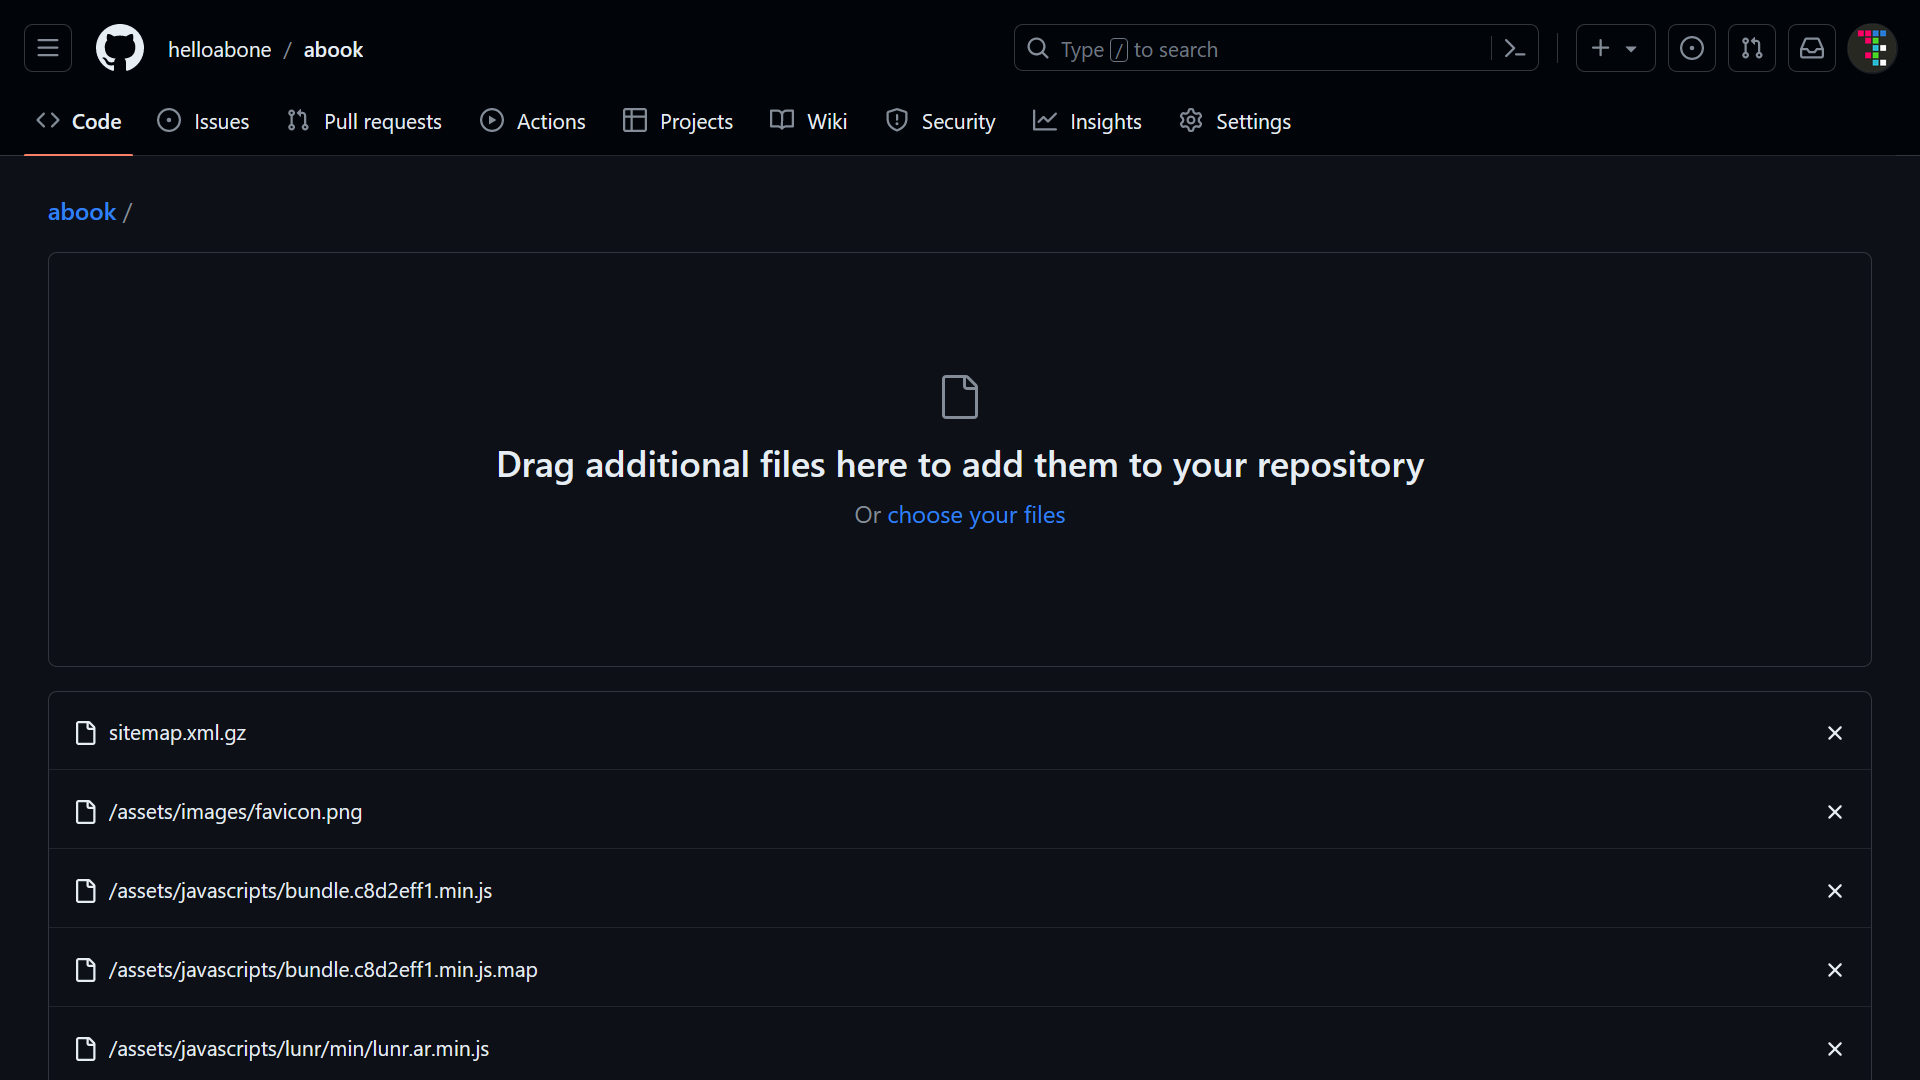 helloabone / abook
Type / to search
Code Issues Pull requests Actions Projects Wiki Security Insights Settings
abook /
Drag additional files here to add them to your repository
Or choose your files
sitemap.xml.gz
/assets/images/favicon.png
/assets/javascripts/bundle.c8d2eff1.min.js
/assets/javascripts/bundle.c8d2eff1.min.js.map
/assets/javascripts/lunr/min/lunr.ar.min.js